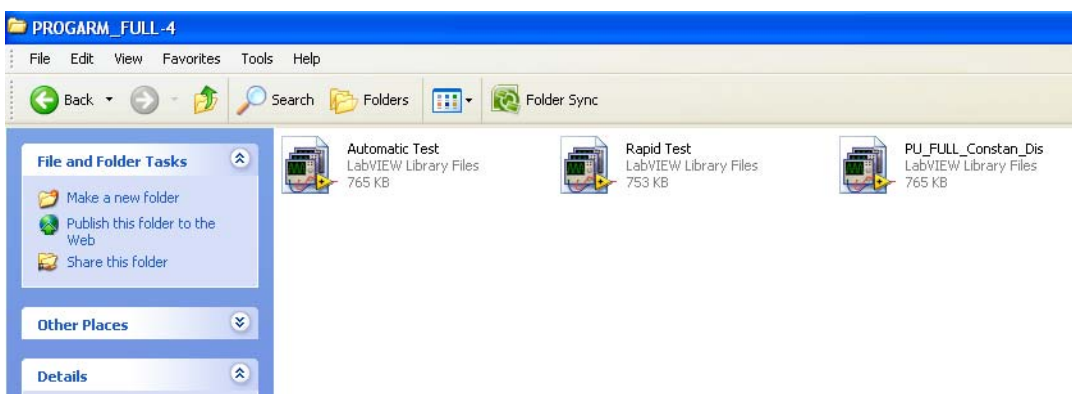 PROGARM_FULL-4
File Edit View Favorites Tools Help
Back Search Folders Folder Sync
File and Folder Tasks
Make a new folder
Publish this folder to the
Web
Share this folder
Other Places
Details
Automatic Test
LabVIEW Library Files
765 KB
Rapid Test
LabVIEW Library Files
753 KB
PU_FULL_Constan_Dis
LabVIEW Library Files
765 KB